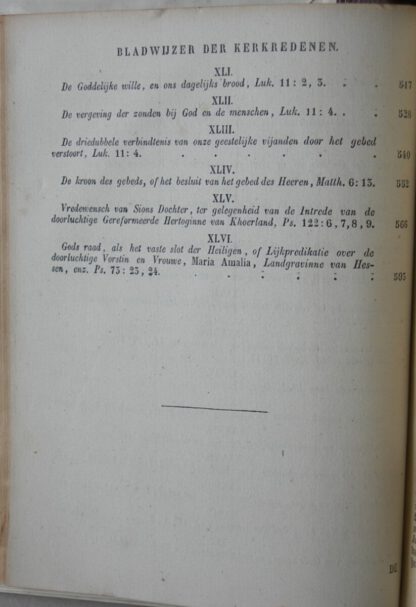 BLADWIJZER DER KERKREDENEN.
XLI.
De Goddelijke wille, en ons dagelijks brood, Luk. 11: 2, 3. . . 517
XLII.
De vergeving der zonden bij God en de menschen, Luk. 11: 4. . . 528
XLIII.
De driedubbele verbindtenis van onze geestelijke vijanden door het gebed
verstoort, Luk. 11: 4. . . . . . . 540
XLIV.
De kroon des gebeds, of het besluit van het gebed des Heeren, Matth. 6: 13. 552
XLV.
Vredewensch van Sions Dochter, ter gelegenheid van de Intrede van de
doorluchtige Gereformeerde Hertoginne van Khoerland, Ps. 122: 6, 7, 8, 9. 566
XLVI.
Gods raad, als het vaste slot der Heiligen, of Lijkpredikatie over de
doorluchtige Vorstin en Vrouwe, Maria Amalia, Landgravinne van Hes-
sen, enz. Ps. 73: 23, 24. . . . . . 595